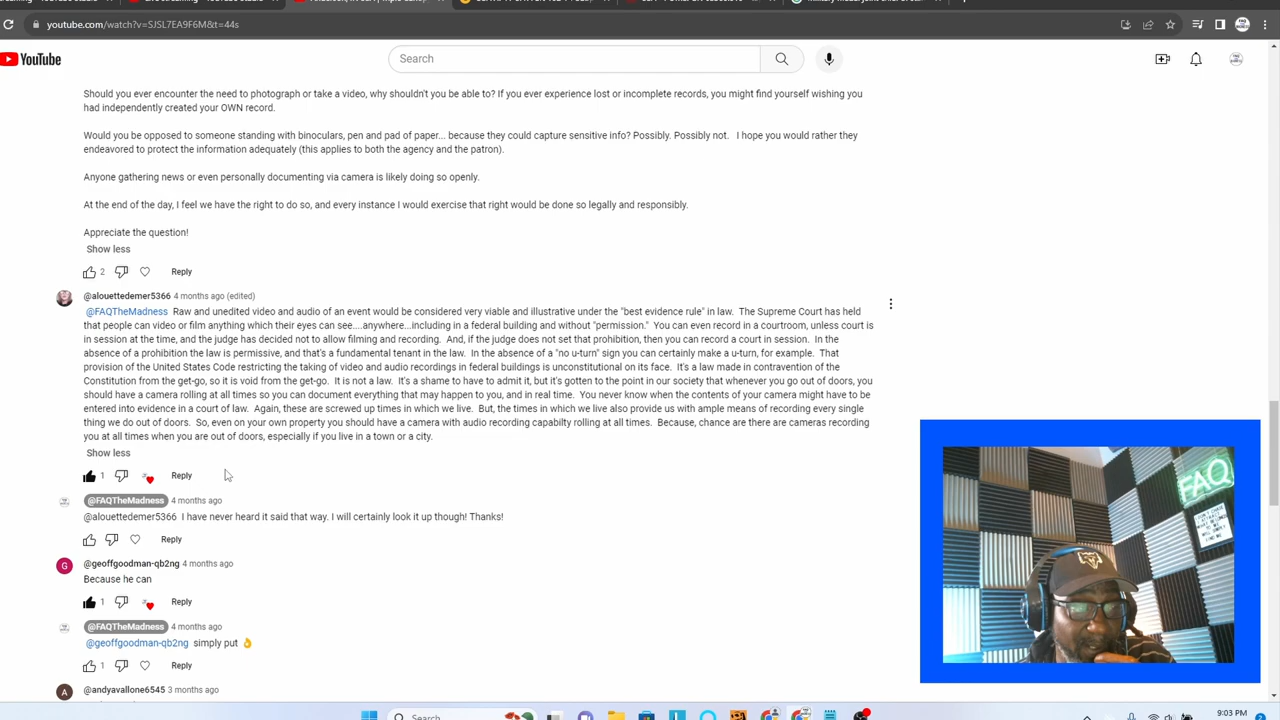 youtube.com/watch?v=SJSL7EA9F6M&t=44s
YouTube
Search
Should you ever encounter the need to photograph or take a video, why shouldn't you be able to? If you ever experience lost or incomplete records, you might find yourself wishing you
had independently created your OWN record.
Would you be opposed to someone standing with binoculars, pen and pad of paper... because they could capture sensitive info? Possibly. Possibly not. I hope you would rather they
endeavored to protect the information adequately (this applies to both the agency and the patron).
Anyone gathering news or even personally documenting via camera is likely doing so openly.
At the end of the day, I feel we have the right to do so, and every instance I would exercise that right would be done so legally and responsibly.
Appreciate the question!
Show less
2 Reply
@alouettedemer5366 4 months ago (edited)
@FAQTheMadness Raw and unedited video and audio of an event would be considered very viable and illustrative under the "best evidence rule" in law. The Supreme Court has held
that people can video or film anything which their eyes can see....anywhere...including in a federal building and without "permission." You can even record in a courtroom, unless court is
in session at the time, and the judge has decided not to allow filming and recording. And, if the judge does not set that prohibition, then you can record a court in session. In the
absence of a prohibition the law is permissive, and that's a fundamental tenant in the law. In the absence of a "no u-turn" sign you can certainly make a u-turn, for example. That
provision of the United States Code restricting the taking of video and audio recordings in federal buildings is unconstitutional on its face. It's a law made in contravention of the
Constitution from the get-go, so it is void from the get-go. It is not a law. It's a shame to have to admit it, but it's gotten to the point in our society that whenever you go out of doors, you
should have a camera rolling at all times so you can document everything that may happen to you, and in real time. You never know when the contents of your camera might have to be
entered into evidence in a court of law. Again, these are screwed up times in which we live. But, the times in which we live also provide us with ample means of recording every single
thing we do out of doors. So, even on your own property you should have a camera with audio recording capabilty rolling at all times. Because, chance are there are cameras recording
you at all times when you are out of doors, especially if you live in a town or a city.
Show less
1 Reply
@FAQTheMadness 4 months ago
@alouettedemer5366 I have never heard it said that way. I will certainly look it up though! Thanks!
Reply
G @geoffgoodman-qb2ng 4 months ago
Because he can
1 Reply
@FAQTheMadness 4 months ago
@geoffgoodman-qb2ng simply put 👌
1 Reply
A @andyavallone6545 3 months ago
FAQ
Search
9:03 PM